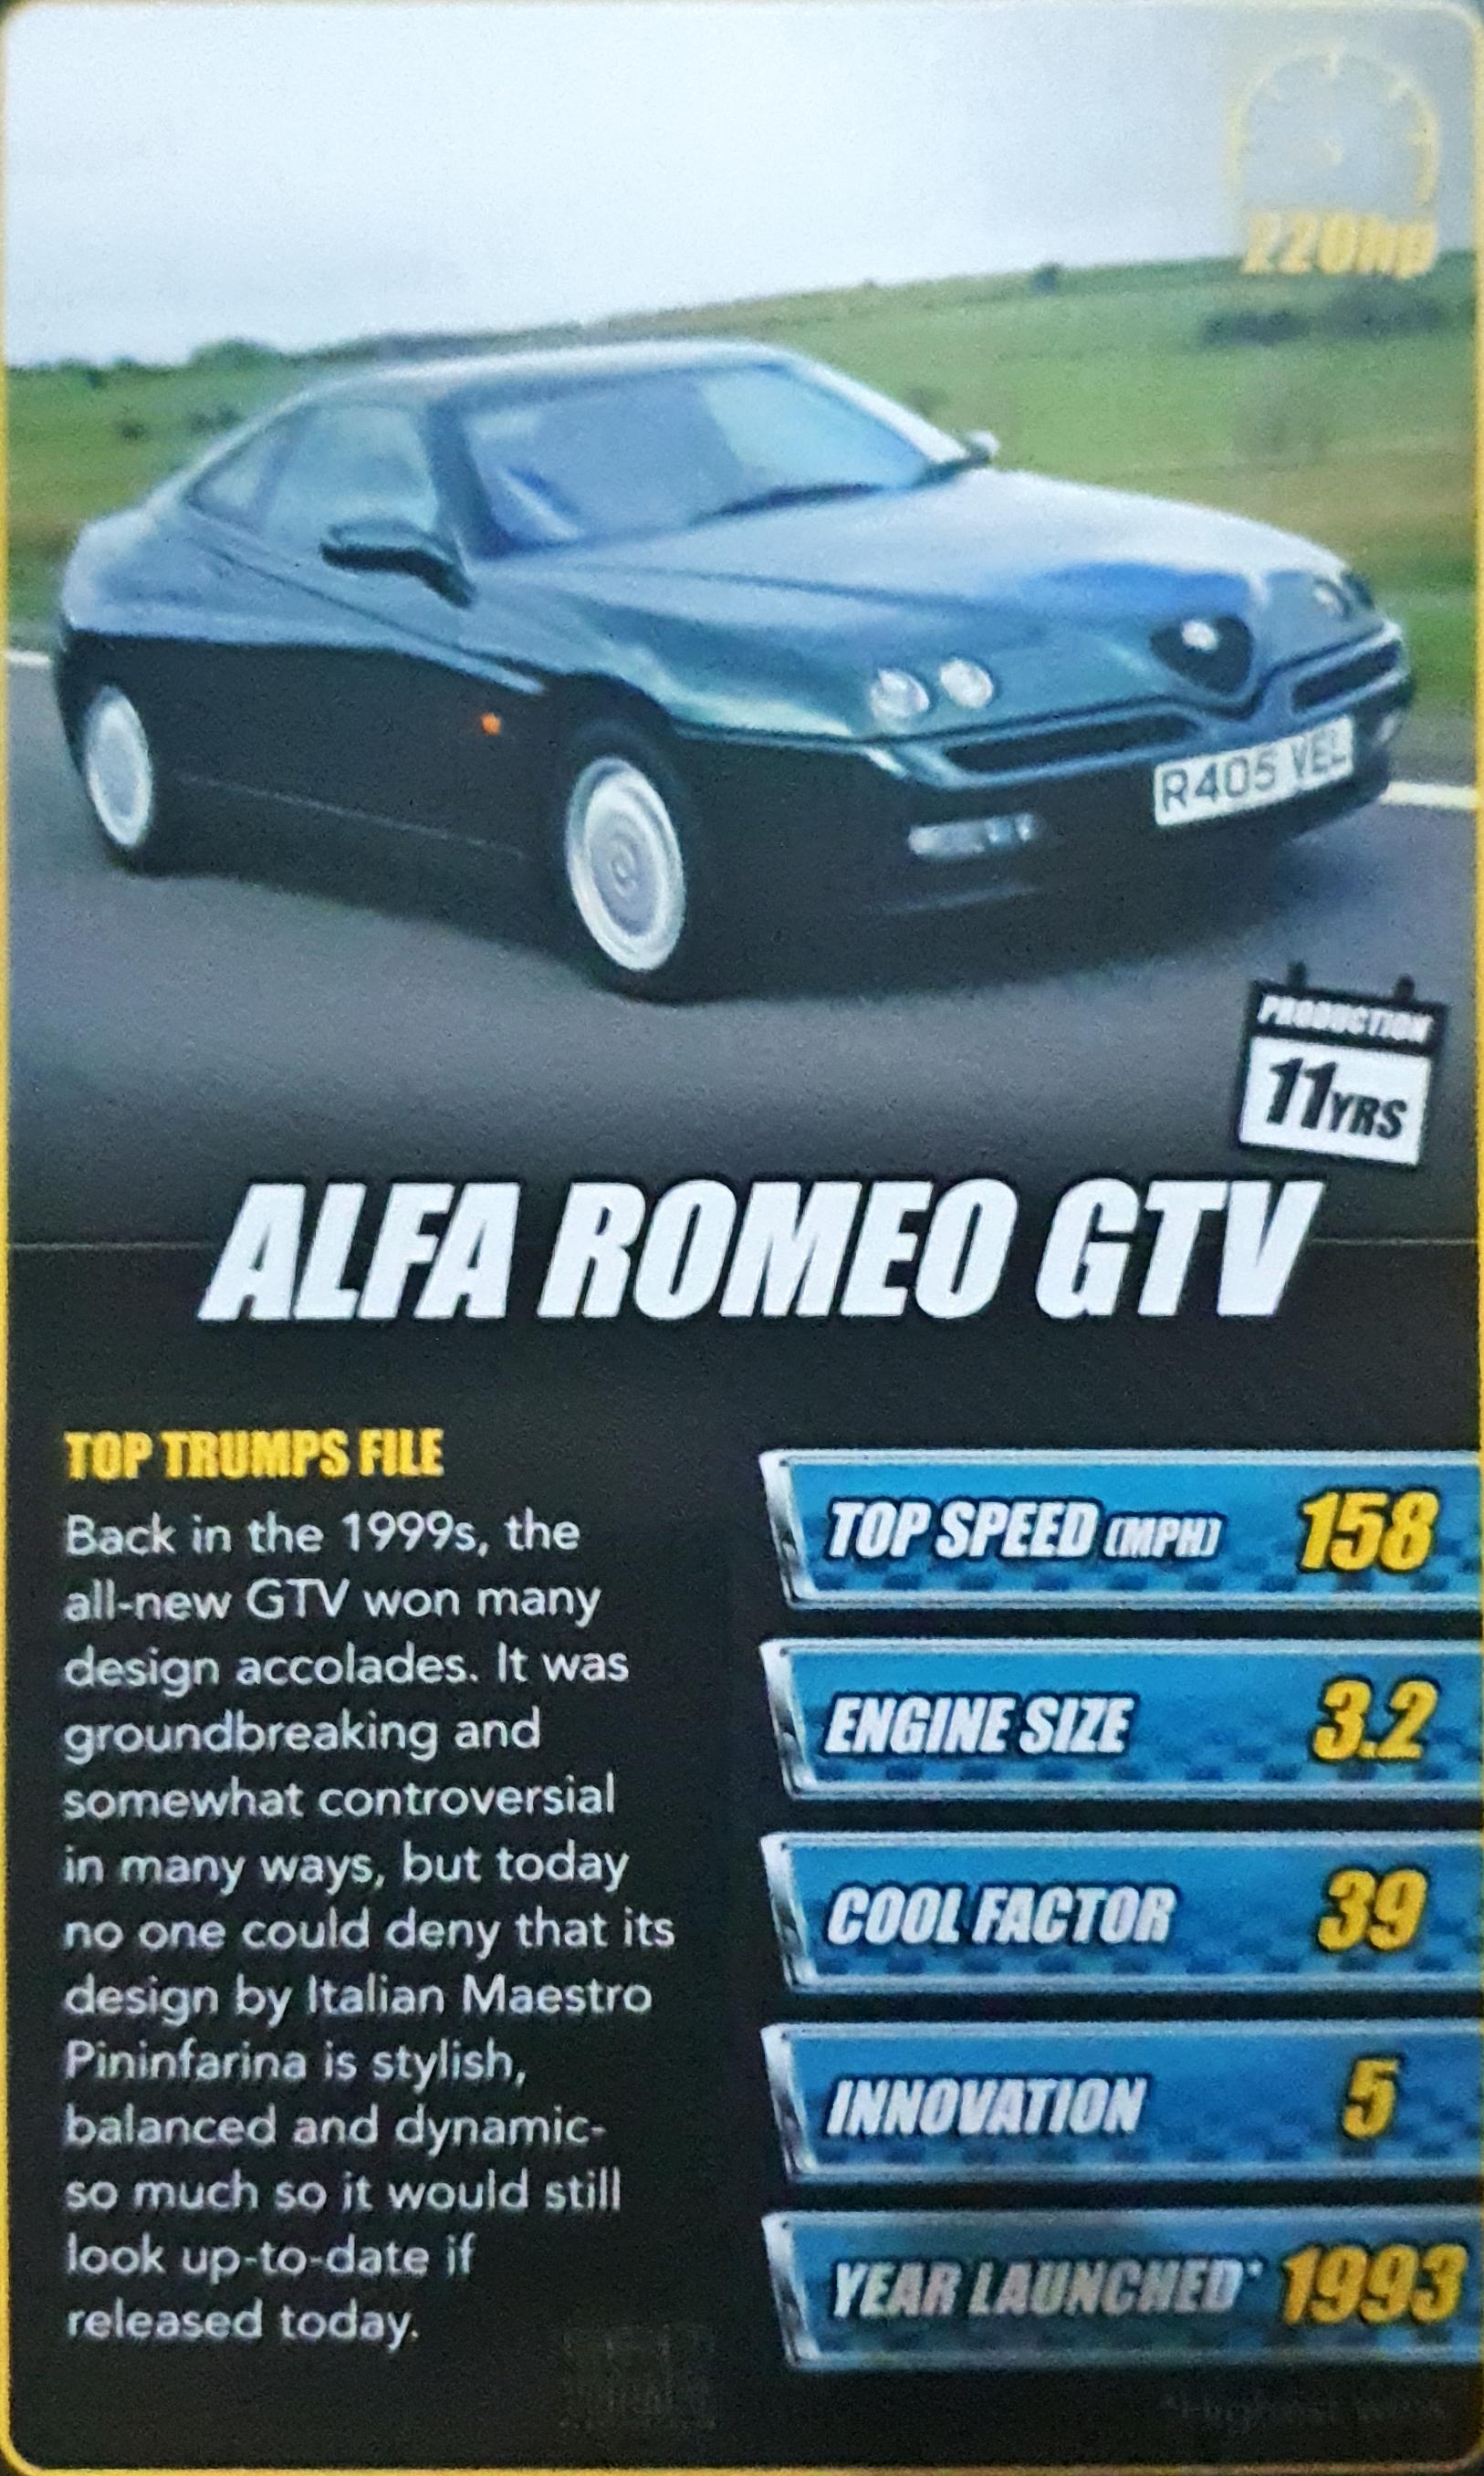 220hp
R405 VEL
PRODUCTION
11YRS
ALFA ROMEO GTV
TOP TRUMPS FILE
Back in the 1999s, the
all-new GTV won many
design accolades. It was
groundbreaking and
somewhat controversial
in many ways, but today
no one could deny that its
design by Italian Maestro
Pininfarina is stylish,
balanced and dynamic-
so much so it would still
look up-to-date if
released today.
TOP SPEED (MPH) 158
ENGINE SIZE 3.2
COOL FACTOR 39
INNOVATION 5
YEAR LAUNCHED* 1993